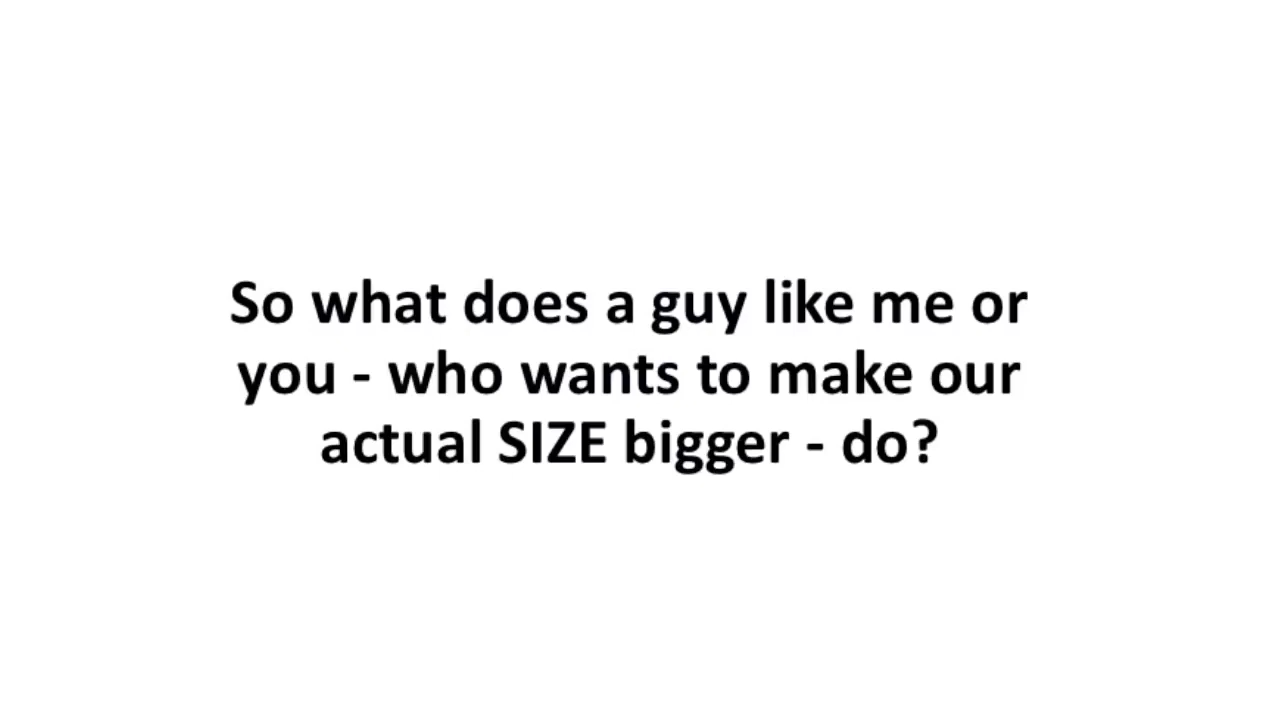 So what does a guy like me or
you - who wants to make our
actual SIZE bigger - do?